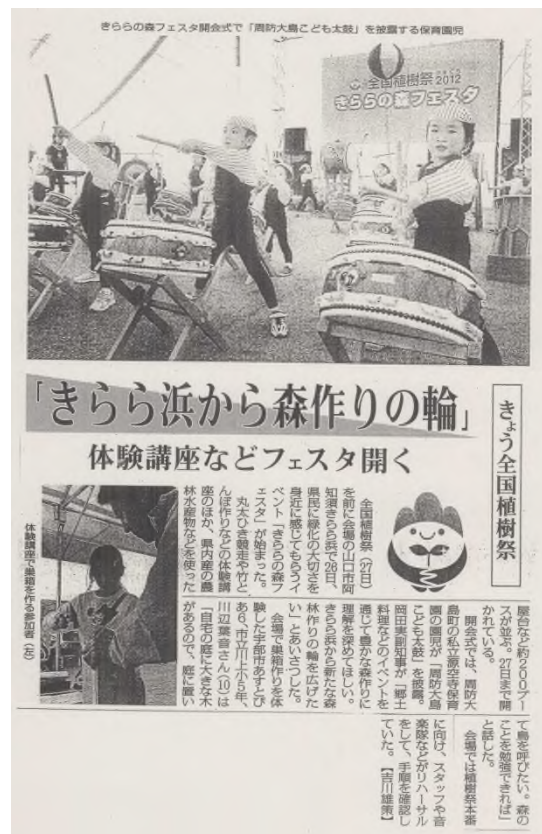 きららの森フェスタ開会式で「周防大島こども太鼓」を披露する保育園児
全国植樹祭2012
きららの森フェスタ
きょう全国植樹祭
「きらら浜から森作りの輪」
体験講座などフェスタ開く
全国植樹祭(27日)
を前に会場の山口市阿
知須きらら浜で26日、
県民に緑化の大切さを
身近に感じてもらうイ
ベント「きららの森フ
ェスタ」が始まった。
丸太ひき競走や竹と
んぼ作りなどの体験講
座のほか、県内産の農
林水産物などを使った
屋台など約200ブー
スが並ぶ。27日まで開
かれている。
開会式では、周防大
島町の私立源空寺保育
園の園児が「周防大島
こども太鼓」を披露。
岡田実副知事が「郷土
料理などのイベントを
通じて豊かな森作りに
理解を深めてほしい。
きらら浜から新たな森
林作りの輪を広げた
い」とあいさつした。
会場で巣箱作りを体
験した宇部市あすとぴ
あ6、市立川上小5年、
川辺葉音さん(10)は
「自宅の庭に大きな木
があるので、庭に置い
て鳥を呼びたい。森の
ことを勉強できれば」
と話した。
会場では植樹祭本番
に向け、スタッフや音
楽隊などがリハーサル
をして、手順を確認し
ていた。【吉川雄策】
体験講座で巣箱を作る参加者(左)